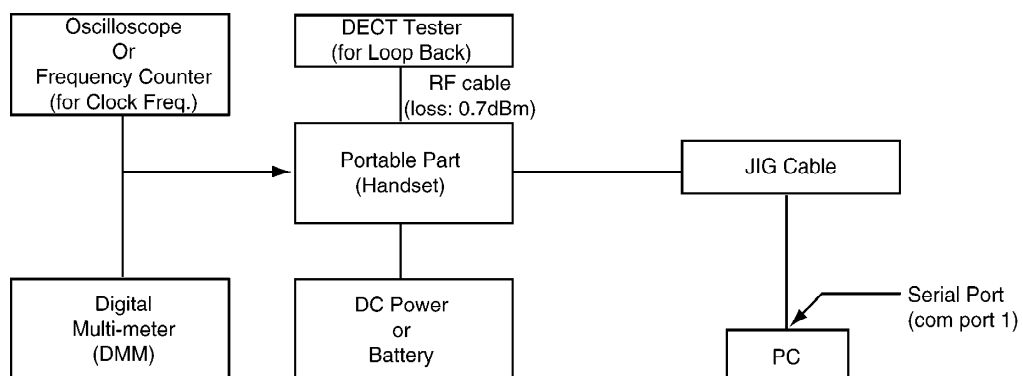 Oscilloscope
Or
Frequency Counter
(for Clock Freq.)
DECT Tester
(for Loop Back)
RF cable
(loss: 0.7dBm)
Portable Part
(Handset)
JIG Cable
Digital
Multi-meter
(DMM)
DC Power
or
Battery
Serial Port
(com port 1)
PC